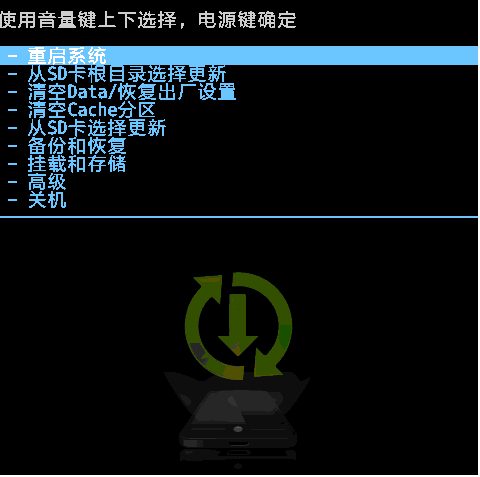 使用音量键上下选择，电源键确定
- 重启系统
- 从SD卡根目录选择更新
- 清空Data/恢复出厂设置
- 清空Cache分区
- 从SD卡选择更新
- 备份和恢复
- 挂载和存储
- 高级
- 关机